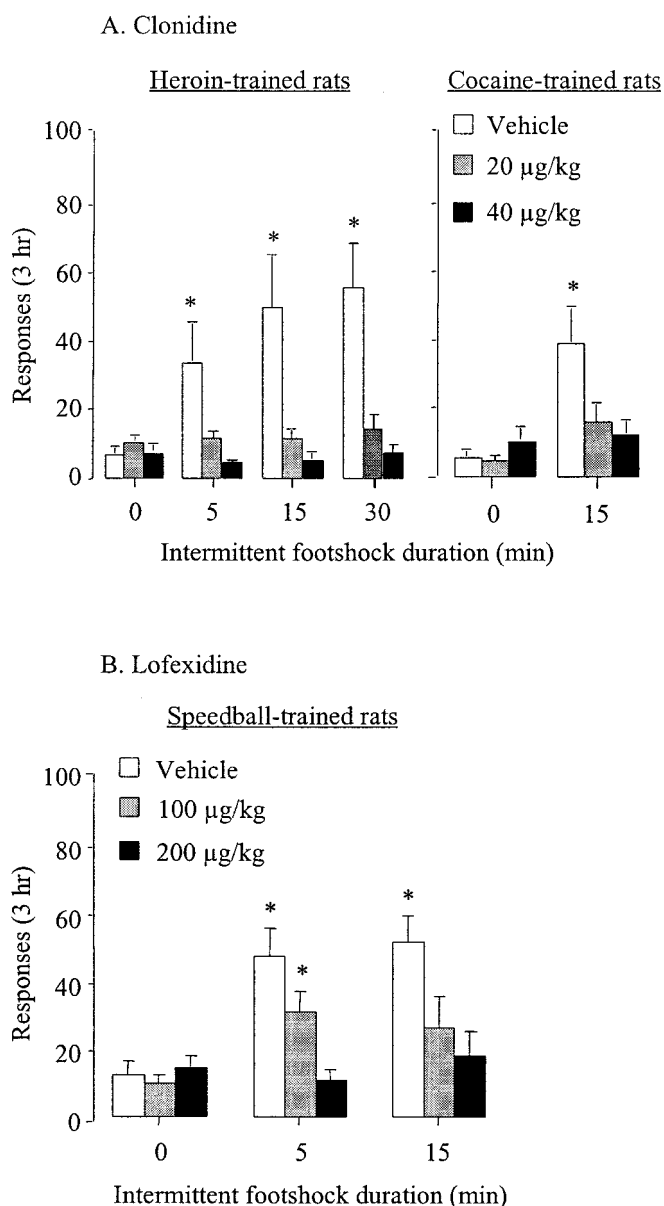 A. Clonidine
Heroin-trained rats
Cocaine-trained rats
Vehicle
20 µg/kg
40 µg/kg
Responses (3 hr)
100
80
60
40
20
0
*
*
*
*
0 5 15 30
0 15
Intermittent footshock duration (min)
B. Lofexidine
Speedball-trained rats
Vehicle
100 µg/kg
200 µg/kg
Responses (3 hr)
100
80
60
40
20
0
*
*
*
0 5 15
Intermittent footshock duration (min)